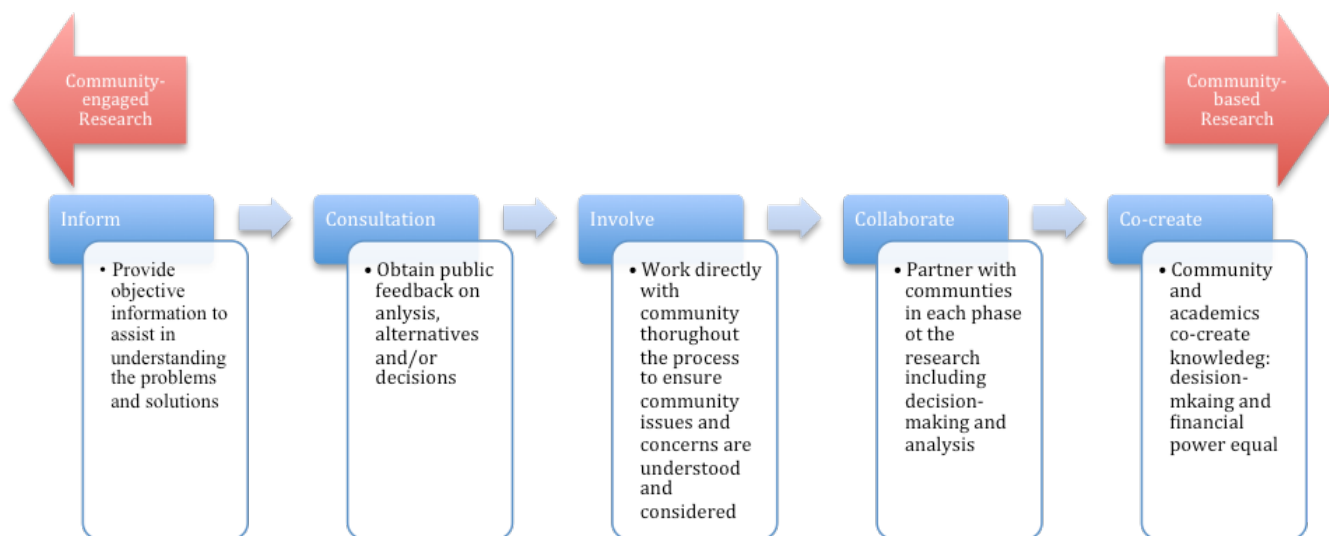 Community-
engaged
Research
Community-
based
Research
Inform
• Provide
objective
information to
assist in
understanding
the problems
and solutions
Consultation
• Obtain public
feedback on
anlysis,
alternatives
and/or
decisions
Involve
• Work directly
with
community
thorughout
the process
to ensure
community
issues and
concerns are
understood
and
considered
Collaborate
• Partner with
communties
in each phase
ot the
research
including
decision-
making and
analysis
Co-create
• Community
and
academics
co-create
knowledeg:
desision-
mkaing and
financial
power equal